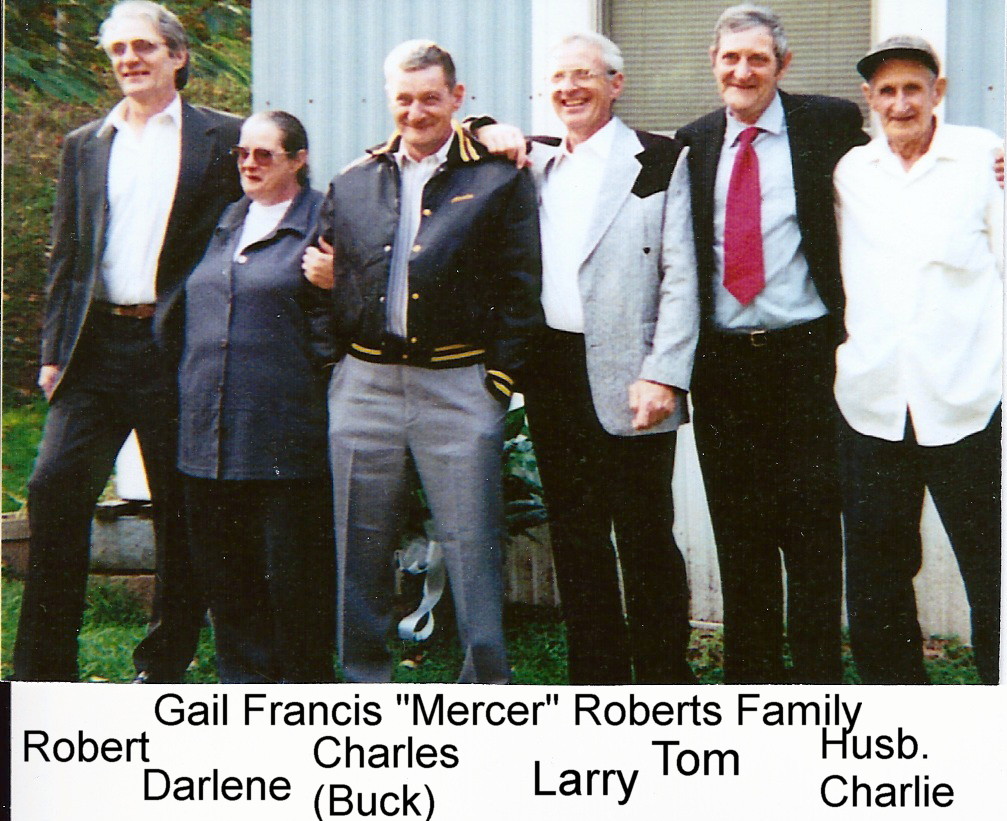 Gail Francis "Mercer" Roberts Family
Robert
Darlene
Charles
(Buck)
Larry
Tom
Husb.
Charlie